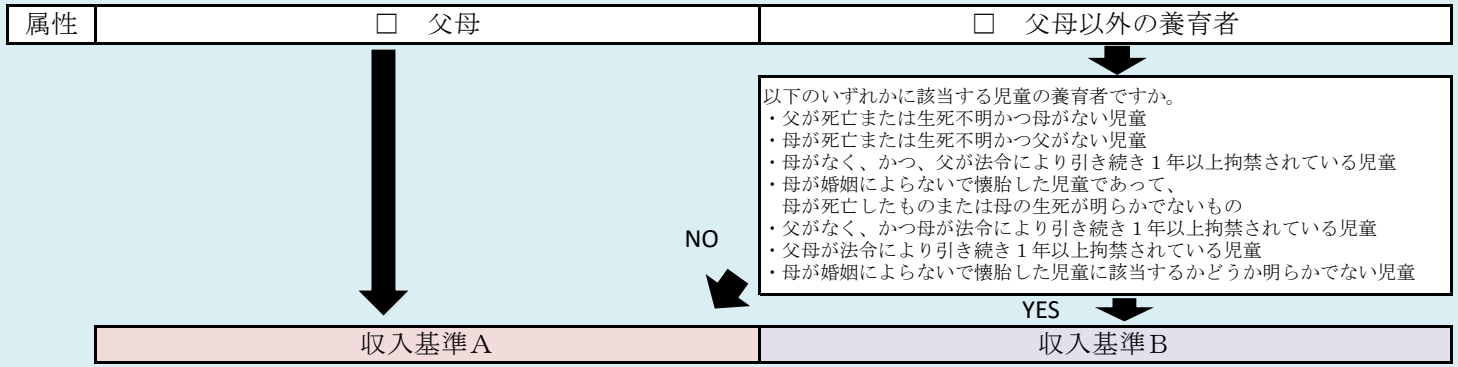 属性
□ 父母
□ 父母以外の養育者
以下のいずれかに該当する児童の養育者ですか。
・父が死亡または生死不明かつ母がない児童
・母が死亡または生死不明かつ父がない児童
・母がなく、かつ、父が法令により引き続き１年以上拘禁されている児童
・母が婚姻によらないで懐胎した児童であって、
　母が死亡したものまたは母の生死が明らかでないもの
・父がなく、かつ母が法令により引き続き１年以上拘禁されている児童
・父母が法令により引き続き１年以上拘禁されている児童
・母が婚姻によらないで懐胎した児童に該当するかどうか明らかでない児童
NO
YES
収入基準Ａ
収入基準Ｂ